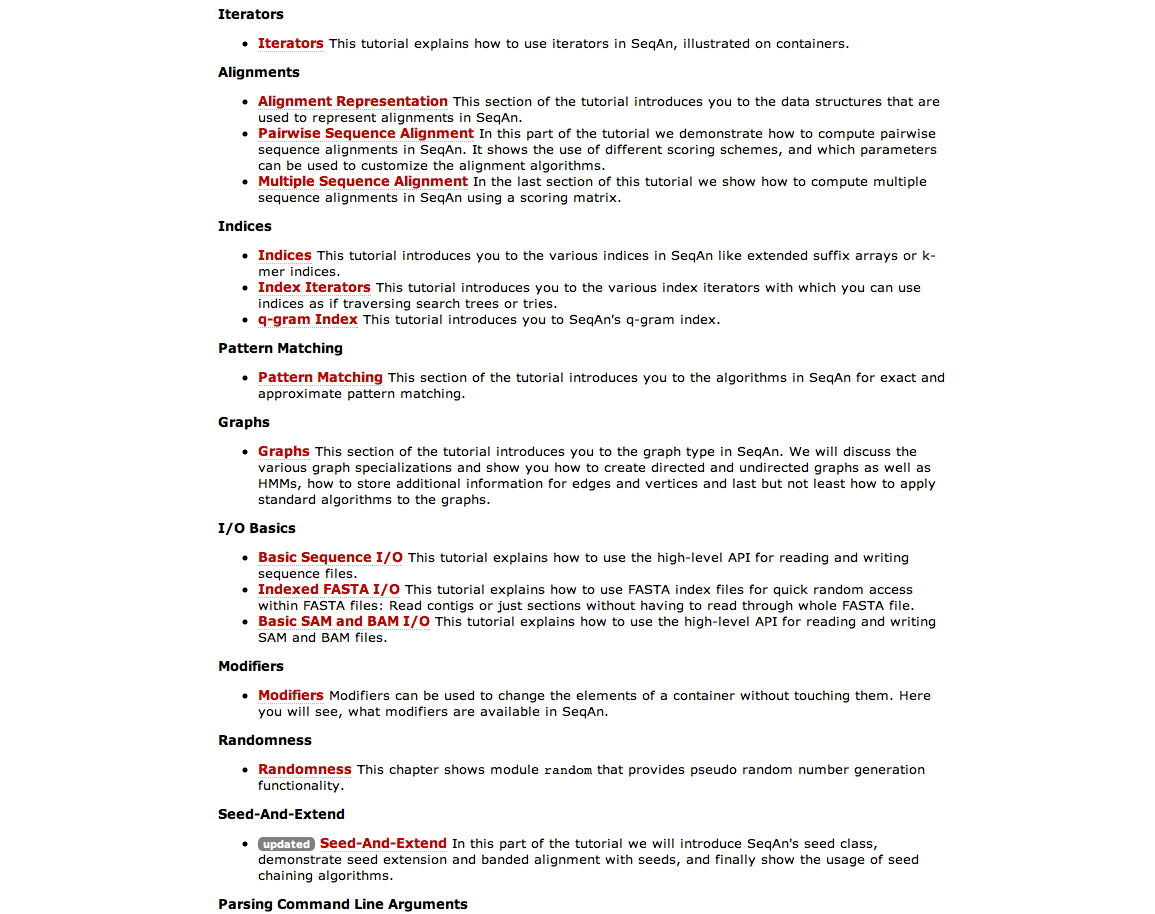 Iterators
Iterators This tutorial explains how to use iterators in SeqAn, illustrated on containers.
Alignments
Alignment Representation This section of the tutorial introduces you to the data structures that are
used to represent alignments in SeqAn.
Pairwise Sequence Alignment In this part of the tutorial we demonstrate how to compute pairwise
sequence alignments in SeqAn. It shows the use of different scoring schemes, and which parameters
can be used to customize the alignment algorithms.
Multiple Sequence Alignment In the last section of this tutorial we show how to compute multiple
sequence alignments in SeqAn using a scoring matrix.
Indices
Indices This tutorial introduces you to the various indices in SeqAn like extended suffix arrays or k-
mer indices.
Index Iterators This tutorial introduces you to the various index iterators with which you can use
indices as if traversing search trees or tries.
q-gram Index This tutorial introduces you to SeqAn's q-gram index.
Pattern Matching
Pattern Matching This section of the tutorial introduces you to the algorithms in SeqAn for exact and
approximate pattern matching.
Graphs
Graphs This section of the tutorial introduces you to the graph type in SeqAn. We will discuss the
various graph specializations and show you how to create directed and undirected graphs as well as
HMMs, how to store additional information for edges and vertices and last but not least how to apply
standard algorithms to the graphs.
I/O Basics
Basic Sequence I/O This tutorial explains how to use the high-level API for reading and writing
sequence files.
Indexed FASTA I/O This tutorial explains how to use FASTA index files for quick random access
within FASTA files: Read contigs or just sections without having to read through whole FASTA file.
Basic SAM and BAM I/O This tutorial explains how to use the high-level API for reading and writing
SAM and BAM files.
Modifiers
Modifiers Modifiers can be used to change the elements of a container without touching them. Here
you will see, what modifiers are available in SeqAn.
Randomness
Randomness This chapter shows module random that provides pseudo random number generation
functionality.
Seed-And-Extend
updated Seed-And-Extend In this part of the tutorial we will introduce SeqAn's seed class,
demonstrate seed extension and banded alignment with seeds, and finally show the usage of seed
chaining algorithms.
Parsing Command Line Arguments